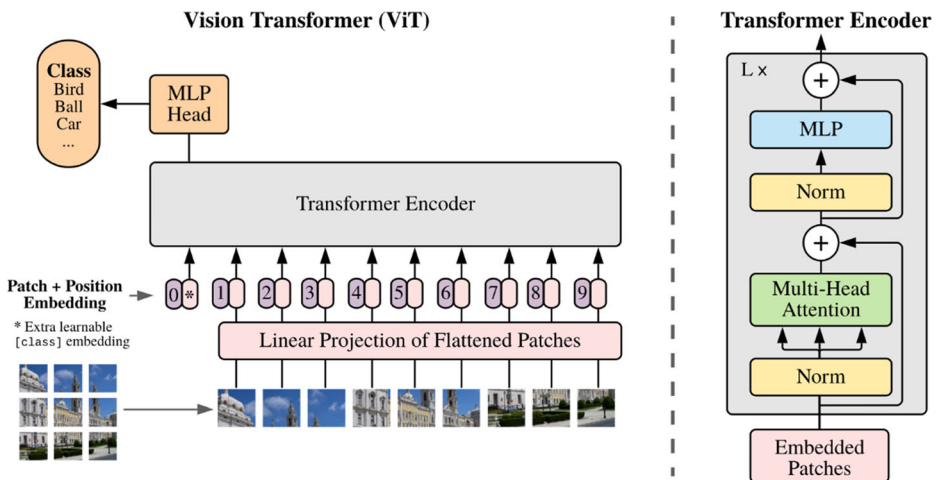 Vision Transformer (ViT)
Class
Bird
Ball
Car
...
MLP
Head
Transformer Encoder
Patch + Position
Embedding
0 * 1 2 3 4 5 6 7 8 9
* Extra learnable
[class] embedding
Linear Projection of Flattened Patches
Transformer Encoder
L ×
+
MLP
Norm
+
Multi-Head
Attention
Norm
Embedded
Patches